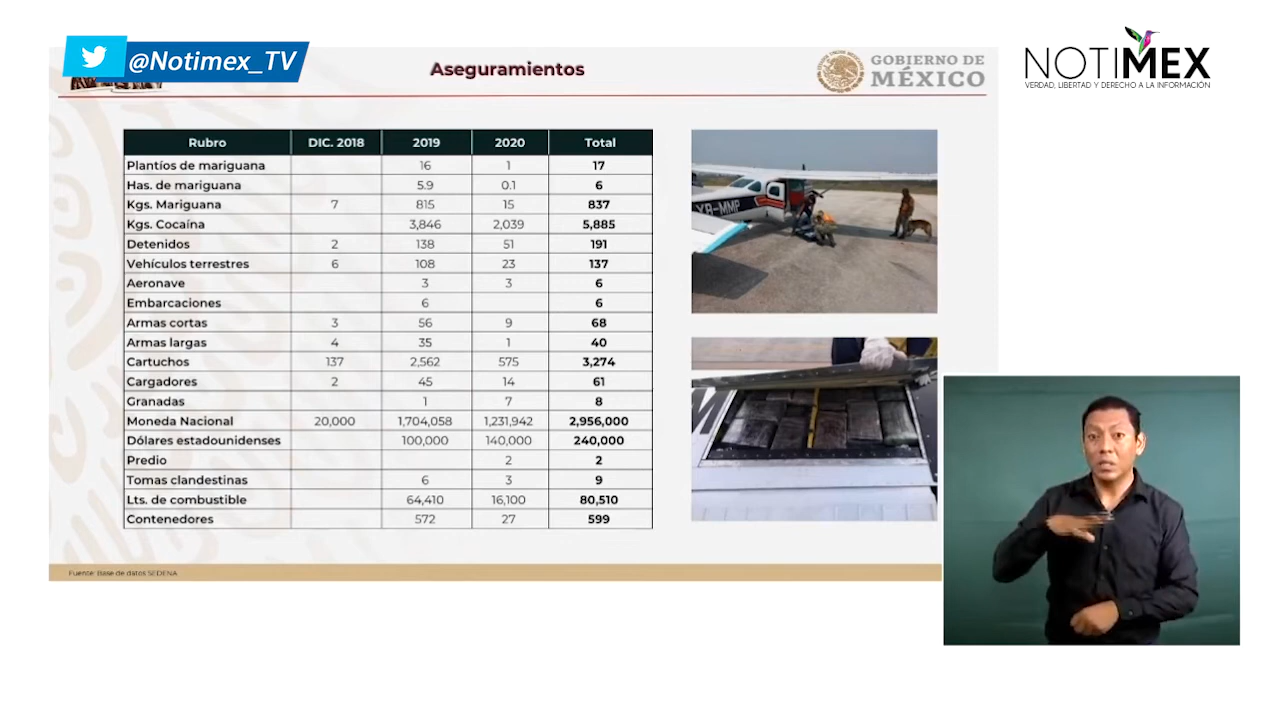 @Notimex_TV
Aseguramientos
GOBIERNO DE
MÉXICO
NOTIMEX
VERDAD, LIBERTAD Y DERECHO A LA INFORMACIÓN
Rubro DIC. 2018 2019 2020 Total
Plantíos de mariguana 16 1 17
Has. de mariguana 5.9 0.1 6
Kgs. Mariguana 7 815 15 837
Kgs. Cocaína 3,846 2,039 5,885
Detenidos 2 138 51 191
Vehículos terrestres 6 108 23 137
Aeronave 3 3 6
Embarcaciones 6 6
Armas cortas 3 56 9 68
Armas largas 4 35 1 40
Cartuchos 137 2,562 575 3,274
Cargadores 2 45 14 61
Granadas 1 7 8
Moneda Nacional 20,000 1,704,058 1,231,942 2,956,000
Dólares estadounidenses 100,000 140,000 240,000
Predio 2 2
Tomas clandestinas 6 3 9
Lts. de combustible 64,410 16,100 80,510
Contenedores 572 27 599
XB-MMP
Fuente: Base de datos SEDENA